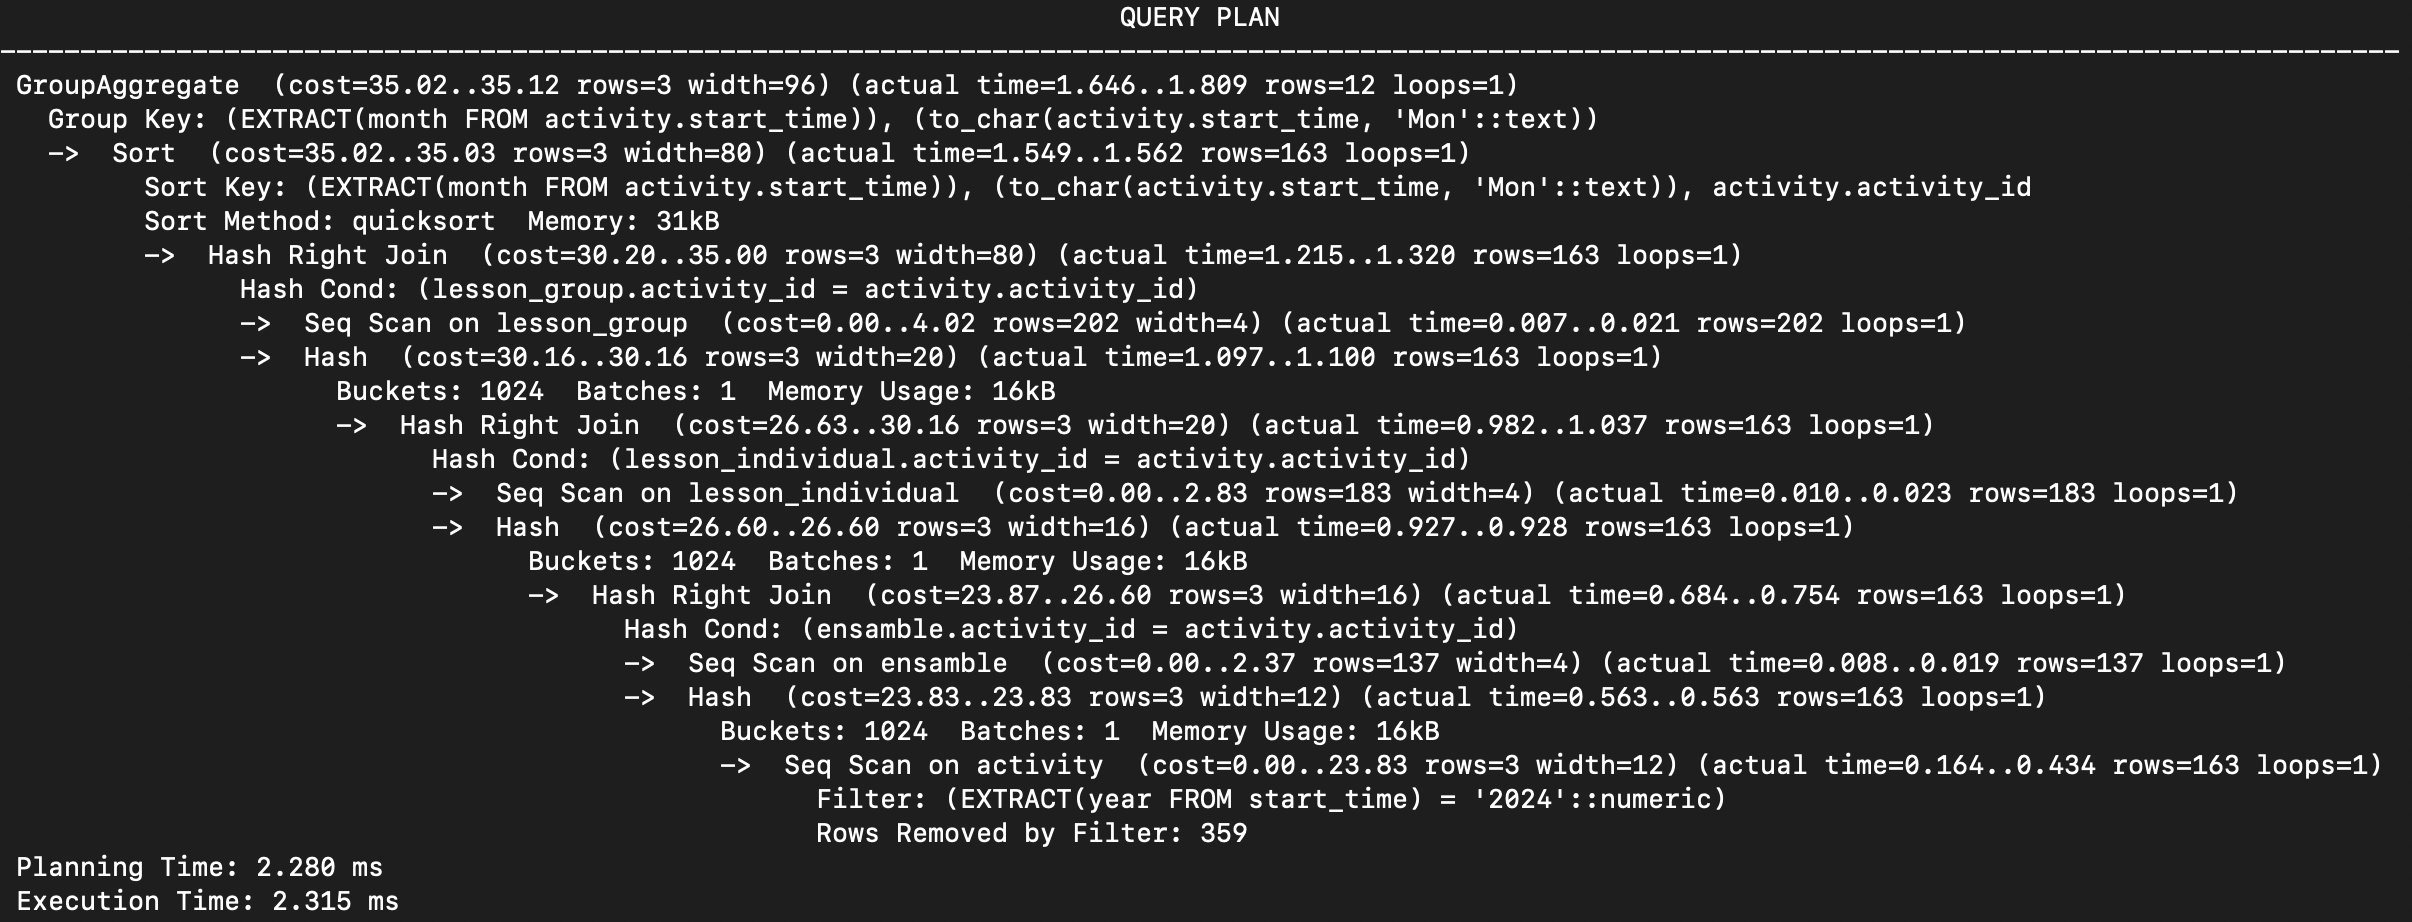 QUERY PLAN
------------------------------------------------------------------------------------------------------------------------------------------------------
GroupAggregate  (cost=35.02..35.12 rows=3 width=96) (actual time=1.646..1.809 rows=12 loops=1)
  Group Key: (EXTRACT(month FROM activity.start_time)), (to_char(activity.start_time, 'Mon'::text))
  ->  Sort  (cost=35.02..35.03 rows=3 width=80) (actual time=1.549..1.562 rows=163 loops=1)
        Sort Key: (EXTRACT(month FROM activity.start_time)), (to_char(activity.start_time, 'Mon'::text)), activity.activity_id
        Sort Method: quicksort  Memory: 31kB
        ->  Hash Right Join  (cost=30.20..35.00 rows=3 width=80) (actual time=1.215..1.320 rows=163 loops=1)
              Hash Cond: (lesson_group.activity_id = activity.activity_id)
              ->  Seq Scan on lesson_group  (cost=0.00..4.02 rows=202 width=4) (actual time=0.007..0.021 rows=202 loops=1)
              ->  Hash  (cost=30.16..30.16 rows=3 width=20) (actual time=1.097..1.100 rows=163 loops=1)
                    Buckets: 1024  Batches: 1  Memory Usage: 16kB
                    ->  Hash Right Join  (cost=26.63..30.16 rows=3 width=20) (actual time=0.982..1.037 rows=163 loops=1)
                          Hash Cond: (lesson_individual.activity_id = activity.activity_id)
                          ->  Seq Scan on lesson_individual  (cost=0.00..2.83 rows=183 width=4) (actual time=0.010..0.023 rows=183 loops=1)
                          ->  Hash  (cost=26.60..26.60 rows=3 width=16) (actual time=0.927..0.928 rows=163 loops=1)
                                Buckets: 1024  Batches: 1  Memory Usage: 16kB
                                ->  Hash Right Join  (cost=23.87..26.60 rows=3 width=16) (actual time=0.684..0.754 rows=163 loops=1)
                                      Hash Cond: (ensamble.activity_id = activity.activity_id)
                                      ->  Seq Scan on ensamble  (cost=0.00..2.37 rows=137 width=4) (actual time=0.008..0.019 rows=137 loops=1)
                                      ->  Hash  (cost=23.83..23.83 rows=3 width=12) (actual time=0.563..0.563 rows=163 loops=1)
                                            Buckets: 1024  Batches: 1  Memory Usage: 16kB
                                            ->  Seq Scan on activity  (cost=0.00..23.83 rows=3 width=12) (actual time=0.164..0.434 rows=163 loops=1)
                                                  Filter: (EXTRACT(year FROM start_time) = '2024'::numeric)
                                                  Rows Removed by Filter: 359
Planning Time: 2.280 ms
Execution Time: 2.315 ms